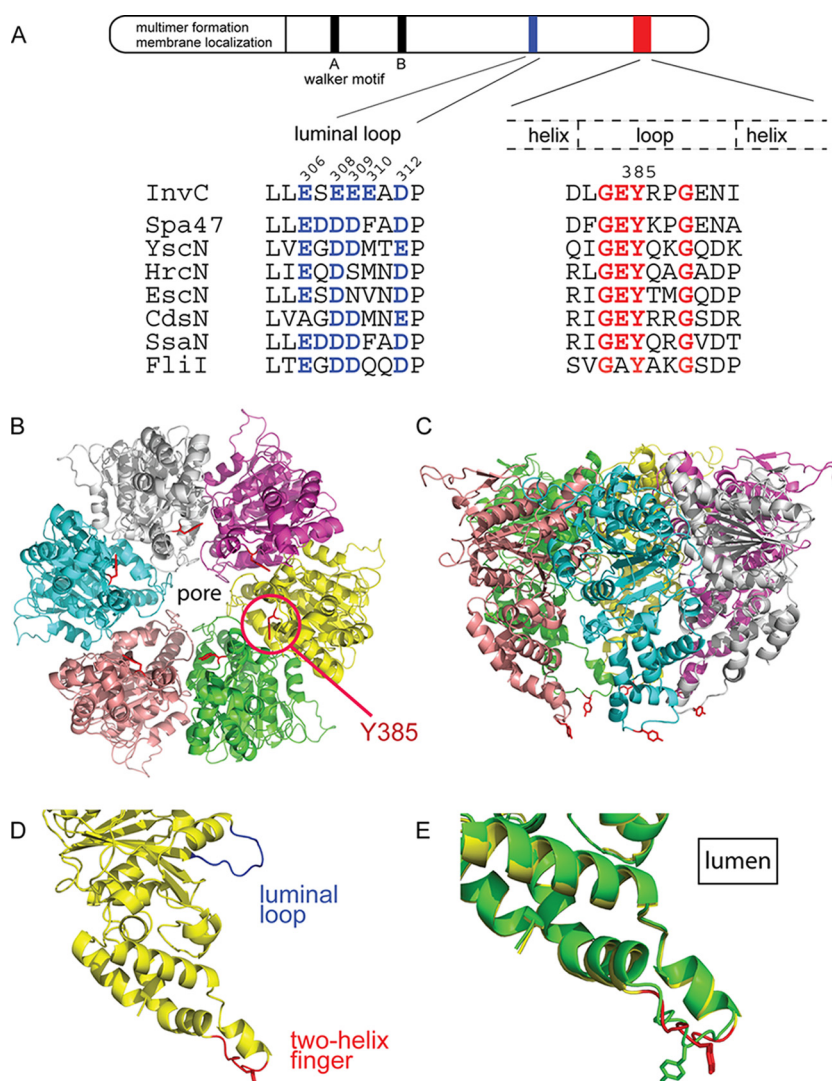 A
multimer formation
membrane localization
A
B
walker motif
luminal loop
helix
loop
helix
306
308
309
310
312
385
InvC LLESEEEADP DLGEYRPGENI
Spa47 LLEDDDFADP DFGEYKPGENA
YscN LVEGDDMTEP QIGEYQKGQDK
HrcN LIEQDSMNDP RLGEYQAGADP
EscN LLESDNVNDP RIGEYTMGQDP
CdsN LVAGDDMNEP RIGEYRRGSDR
SsaN LLEDDDFADP RIGEYQRGVDT
FliI LTEGDDQQDP SVGAYAKGSDP
B
pore
Y385
C
D
luminal
loop
two-helix
finger
E
lumen